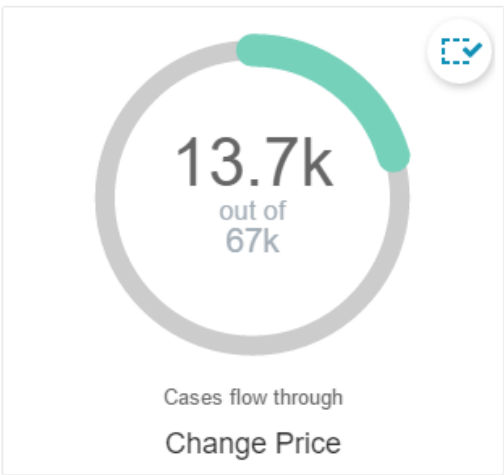 13.7k
out of
67k
Cases flow through
Change Price